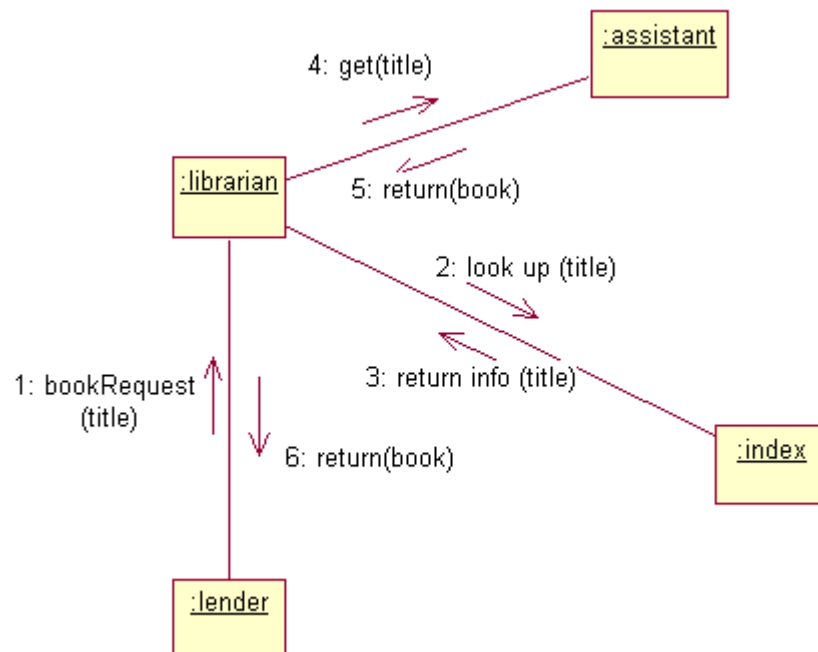 :assistant
4: get(title)
:librarian
5: return(book)
2: look up (title)
3: return info (title)
1: bookRequest
(title)
:index
6: return(book)
:lender